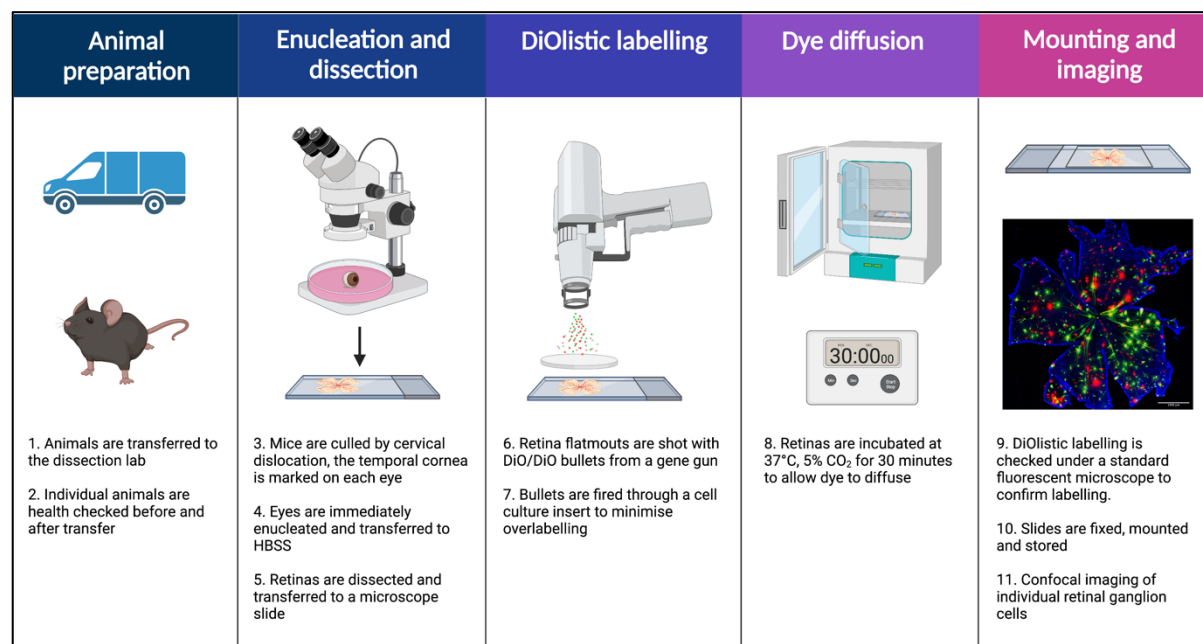 Animal
preparation
Enucleation and
dissection
DiOlistic labelling
Dye diffusion
Mounting and
imaging
30:00 00
Min
Sec
Start
Stop
1. Animals are transferred to
the dissection lab
2. Individual animals are
health checked before and
after transfer
3. Mice are culled by cervical
dislocation, the temporal cornea
is marked on each eye
4. Eyes are immediately
enucleated and transferred to
HBSS
5. Retinas are dissected and
transferred to a microscope
slide
6. Retina flatmouts are shot with
DiO/DiO bullets from a gene gun
7. Bullets are fired through a cell
culture insert to minimise
overlabelling
8. Retinas are incubated at
37°C, 5% CO₂ for 30 minutes
to allow dye to diffuse
9. DiOlistic labelling is
checked under a standard
fluorescent microscope to
confirm labelling.
10. Slides are fixed, mounted
and stored
11. Confocal imaging of
individual retinal ganglion
cells